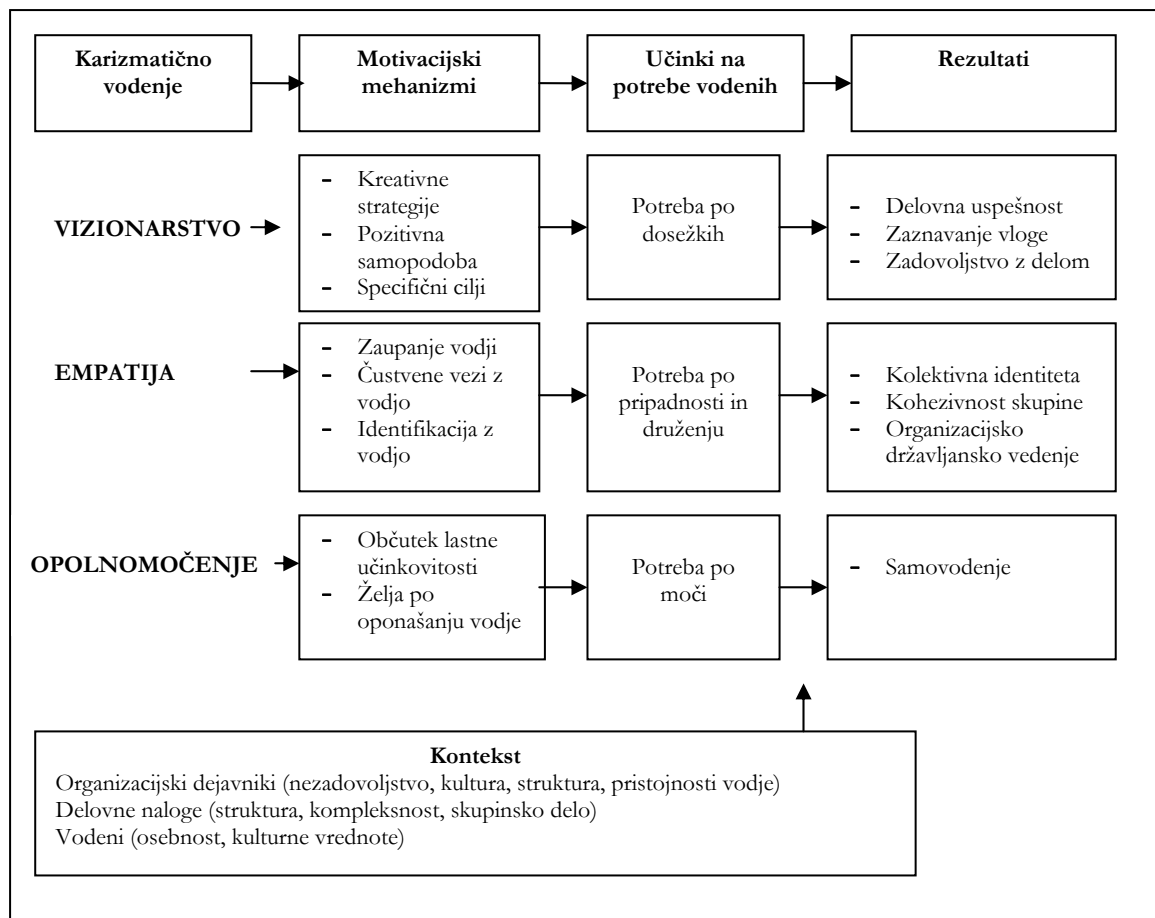 Karizmatično
vodenje
Motivacijski
mehanizmi
Učinki na
potrebe vodenih
Rezultati
VIZIONARSTVO
- Kreativne
strategije
- Pozitivna
samopodoba
- Specifični cilji
Potreba po
dosežkih
- Delovna uspešnost
- Zaznavanje vloge
- Zadovoljstvo z delom
EMPATIJA
- Zaupanje vodji
- Čustvene vezi z
vodjo
- Identifikacija z
vodjo
Potreba po
pripadnosti in
druženju
- Kolektivna identiteta
- Kohezivnost skupine
- Organizacijsko
državljansko vedenje
OPOLNOMOČENJE
- Občutek lastne
učinkovitosti
- Želja po
oponašanju vodje
Potreba po
moči
- Samovodenje
Kontekst
Organizacijski dejavniki (nezadovoljstvo, kultura, struktura, pristojnosti vodje)
Delovne naloge (struktura, kompleksnost, skupinsko delo)
Vodeni (osebnost, kulturne vrednote)